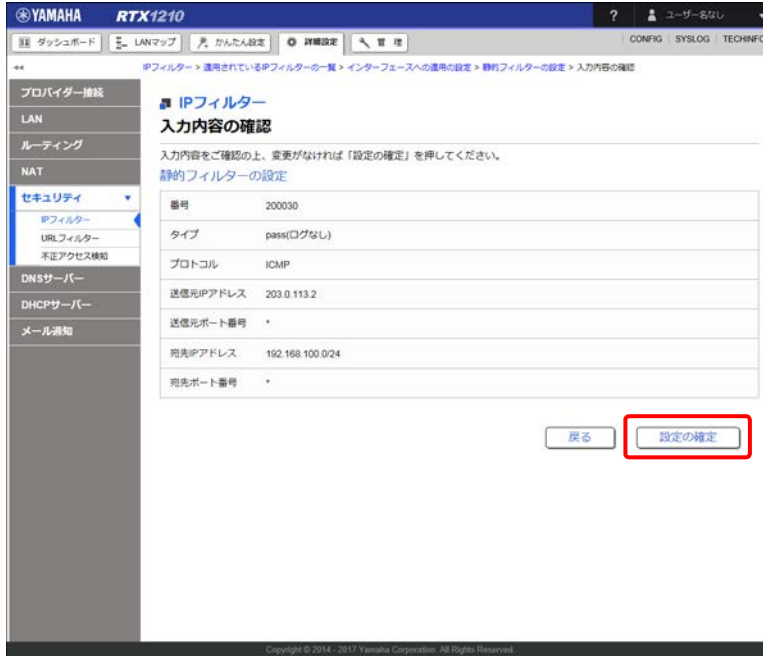 YAMAHA RTX1210 ? ユーザー名なし
ダッシュボード LANマップ かんたん設定 詳細設定 管理 CONFIG SYSLOG TECHINFO
IPフィルター > 適用されているIPフィルターの一覧 > インターフェースへの適用の設定 > 静的フィルターの設定 > 入力内容の確認
プロバイダー接続
LAN
ルーティング
NAT
セキュリティ
IPフィルター
URLフィルター
不正アクセス検知
DNSサーバー
DHCPサーバー
メール通知
IPフィルター
入力内容の確認
入力内容をご確認の上、変更がなければ「設定の確定」を押してください。
静的フィルターの設定
番号 200030
タイプ pass(ログなし)
プロトコル ICMP
送信元IPアドレス 203.0.113.2
送信元ポート番号 *
宛先IPアドレス 192.168.100.0/24
宛先ポート番号 *
戻る 設定の確定
Copyright © 2014 - 2017 Yamaha Corporation. All Rights Reserved.